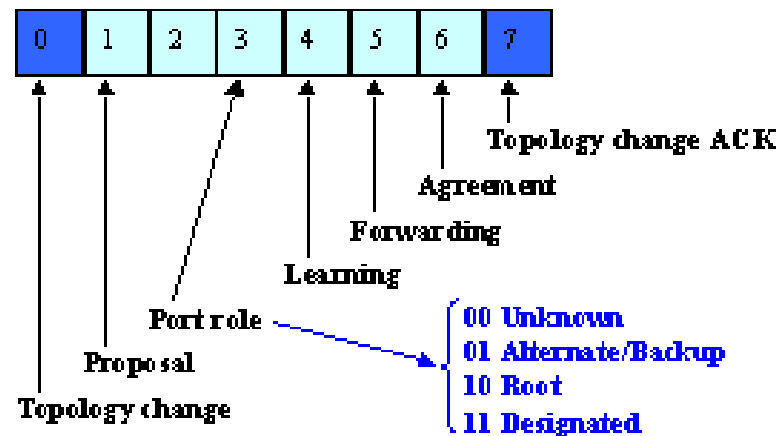 0 1 2 3 4 5 6 7
Topology change ACK
Agreement
Forwarding
Learning
Port role
00 Unknown
01 Alternate/Backup
10 Root
11 Designated
Proposal
Topology change